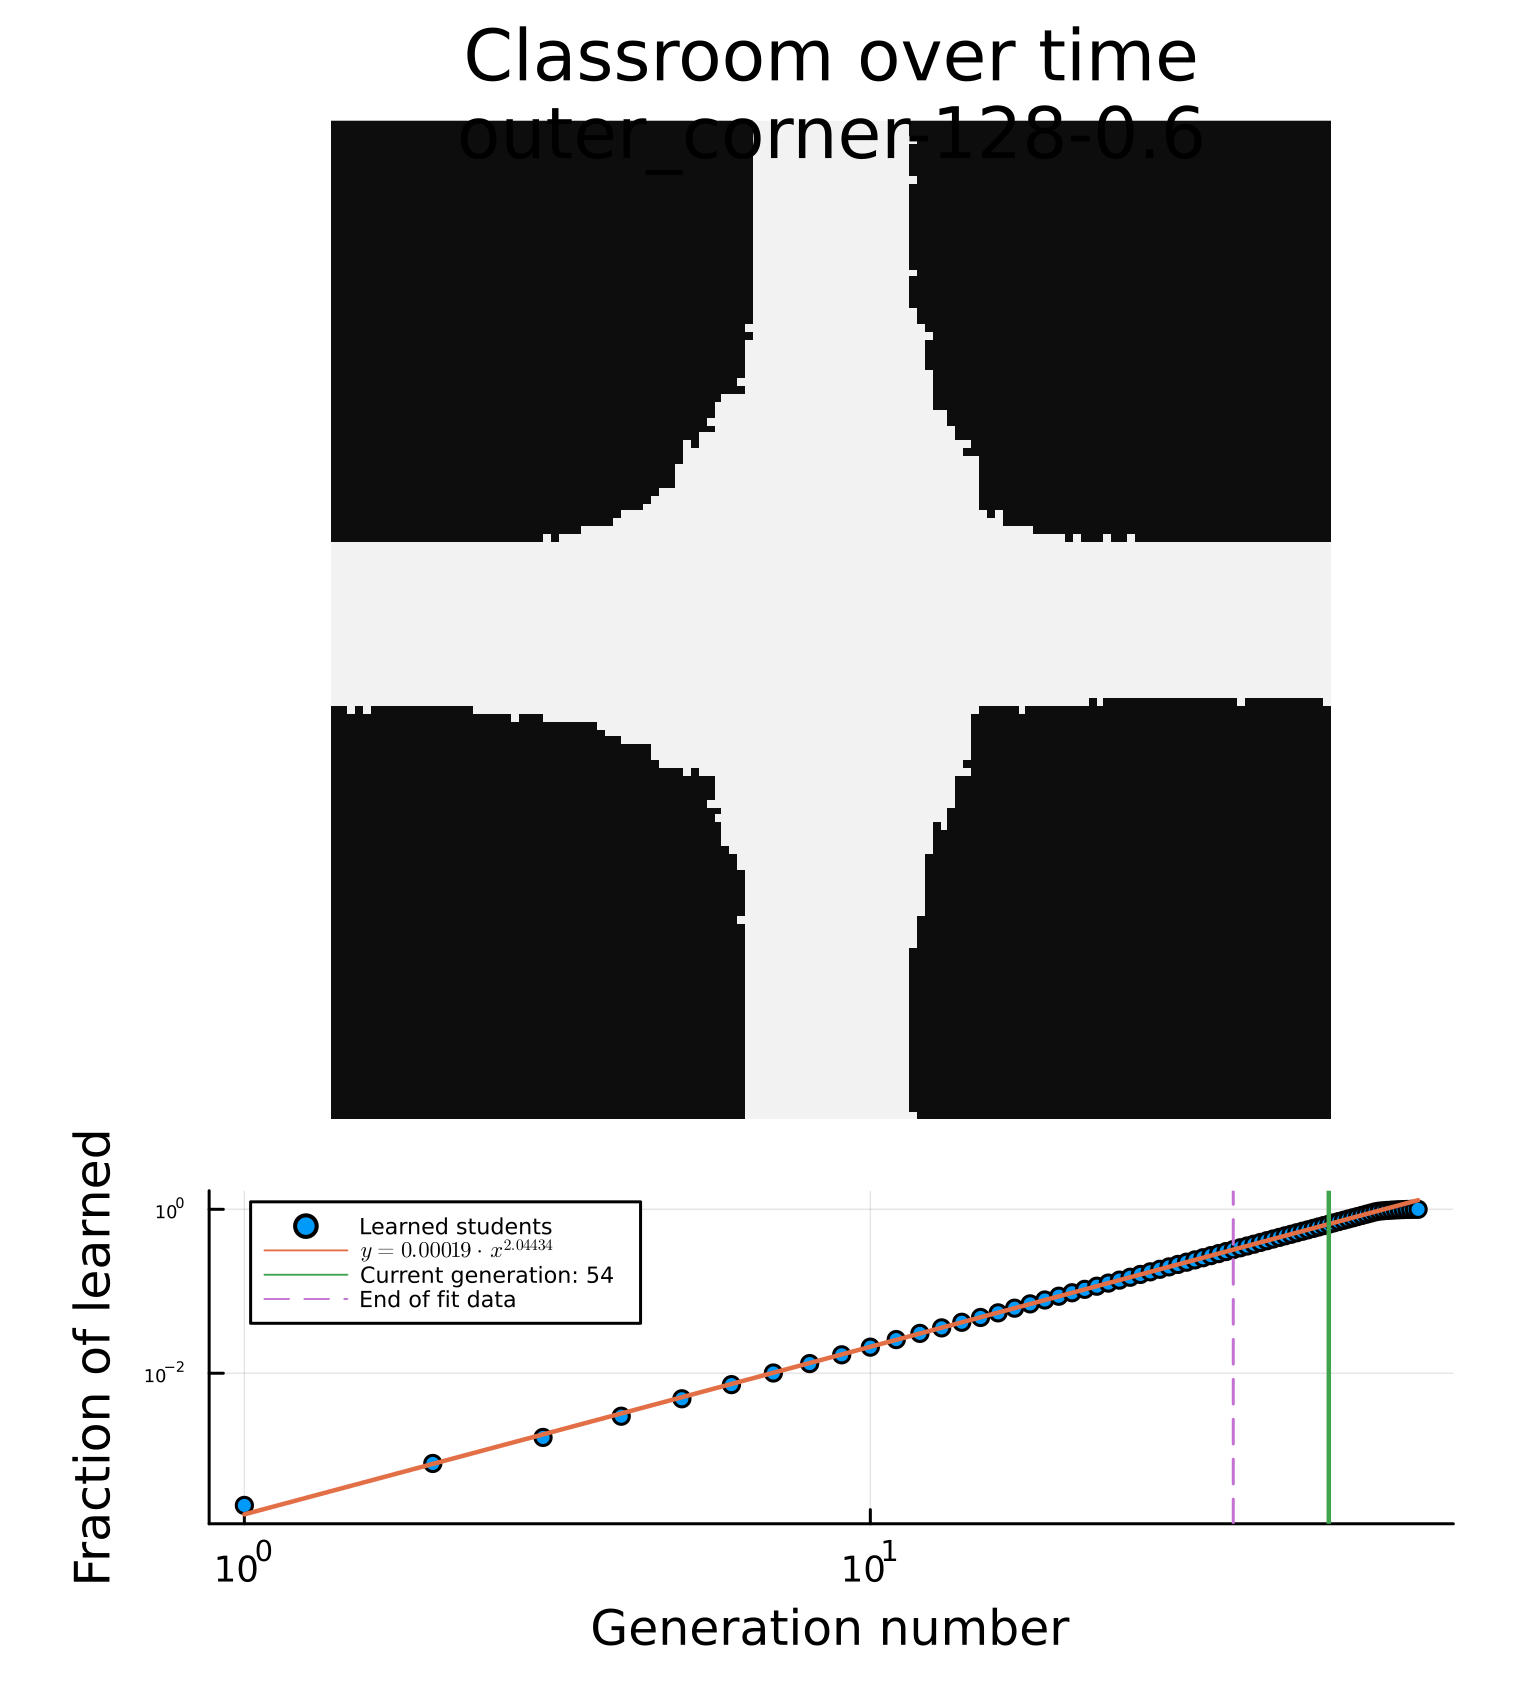 Classroom over time
outer_corner-128-0.6
Fraction of learned
10⁰
10⁻²
Learned students
y = 0.00019 · x^2.04434
Current generation: 54
End of fit data
10⁰
10¹
Generation number